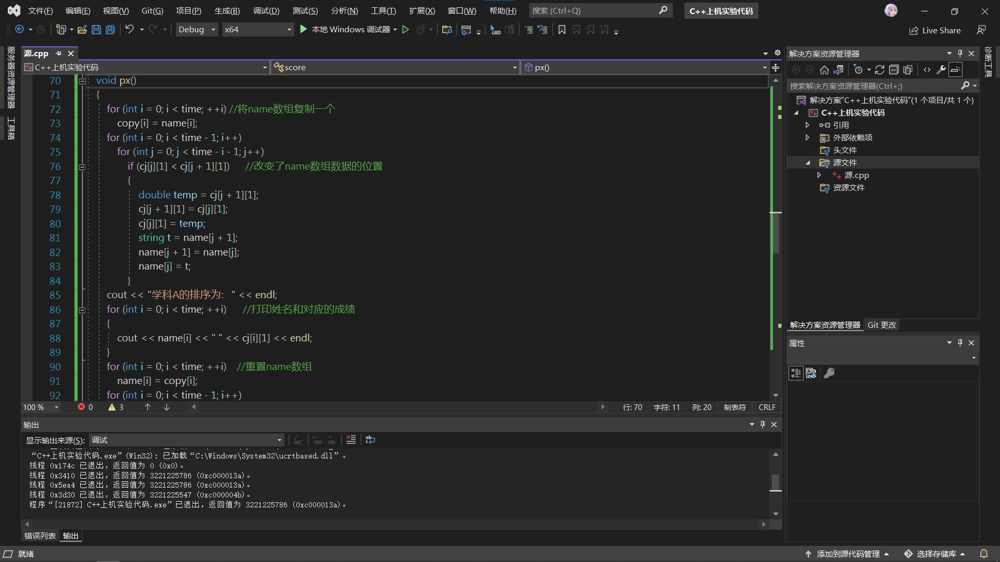 文件(F) 编辑(E) 视图(V) Git(G) 项目(P) 生成(B) 调试(D) 测试(S) 分析(N) 工具(T) 扩展(X) 窗口(W) 帮助(H) 搜索 (Ctrl+Q) C++上机实验代码
Debug x64 本地 Windows 调试器 Live Share
服务器资源管理器
工具箱
源.cpp
C++上机实验代码 score px()
70 void px()
71 {
72 for (int i = 0; i < time; ++i) //将name数组复制一个
73 copy[i] = name[i];
74 for (int i = 0; i < time - 1; i++)
75 for (int j = 0; j < time - i - 1; j++)
76 if (cj[j][1] < cj[j + 1][1]) //改变了name数组数据的位置
77 {
78 double temp = cj[j + 1][1];
79 cj[j + 1][1] = cj[j][1];
80 cj[j][1] = temp;
81 string t = name[j + 1];
82 name[j + 1] = name[j];
83 name[j] = t;
84 }
85 cout << "学科A的排序为： " << endl;
86 for (int i = 0; i < time; ++i) //打印姓名和对应的成绩
87 {
88 cout << name[i] << " " << cj[i][1] << endl;
89 }
90 for (int i = 0; i < time; ++i) //重置name数组
91 name[i] = copy[i];
92 for (int i = 0; i < time - 1; i++)
100 % 0 3 行: 70 字符: 11 列: 20 制表符 CRLF
输出
显示输出来源(S): 调试
“C++上机实验代码.exe”(Win32): 已加载“C:\Windows\System32\ucrtbased.dll”。
线程 0x174c 已退出，返回值为 0 (0x0)。
线程 0x3410 已退出，返回值为 3221225786 (0xc000013a)。
线程 0x5ea4 已退出，返回值为 3221225786 (0xc000013a)。
线程 0x3d30 已退出，返回值为 3221225547 (0xc000004b)。
程序“[21872] C++上机实验代码.exe”已退出，返回值为 3221225786 (0xc000013a)。
错误列表 输出
解决方案资源管理器
搜索解决方案资源管理器(Ctrl+;)
解决方案“C++上机实验代码”(1 个项目/共 1 个)
C++上机实验代码
引用
外部依赖项
头文件
源文件
源.cpp
资源文件
解决方案资源管理器 Git 更改
属性
诊断工具
就绪 添加到源代码管理 选择存储库